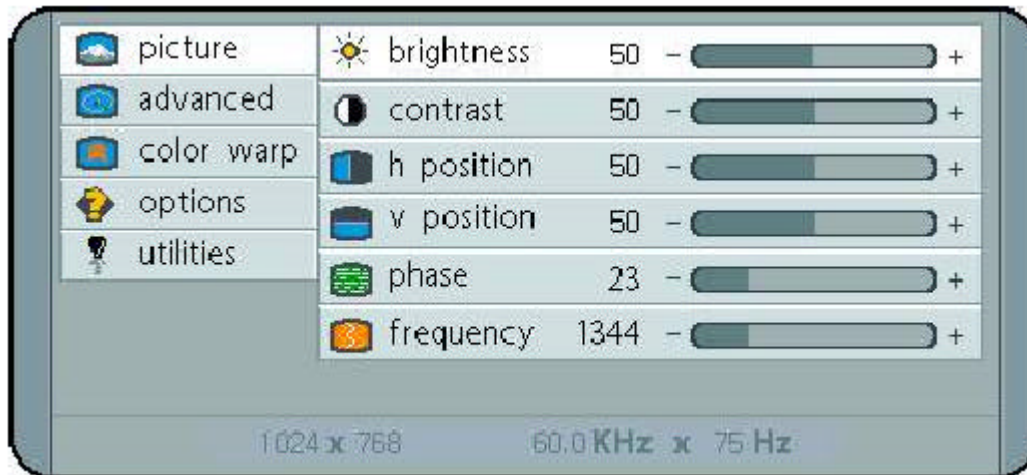 picture
advanced
color warp
options
utilities
brightness 50 - +
contrast 50 - +
h position 50 - +
v position 50 - +
phase 23 - +
frequency 1344 - +
1024 x 768 60.0 KHz x 75 Hz